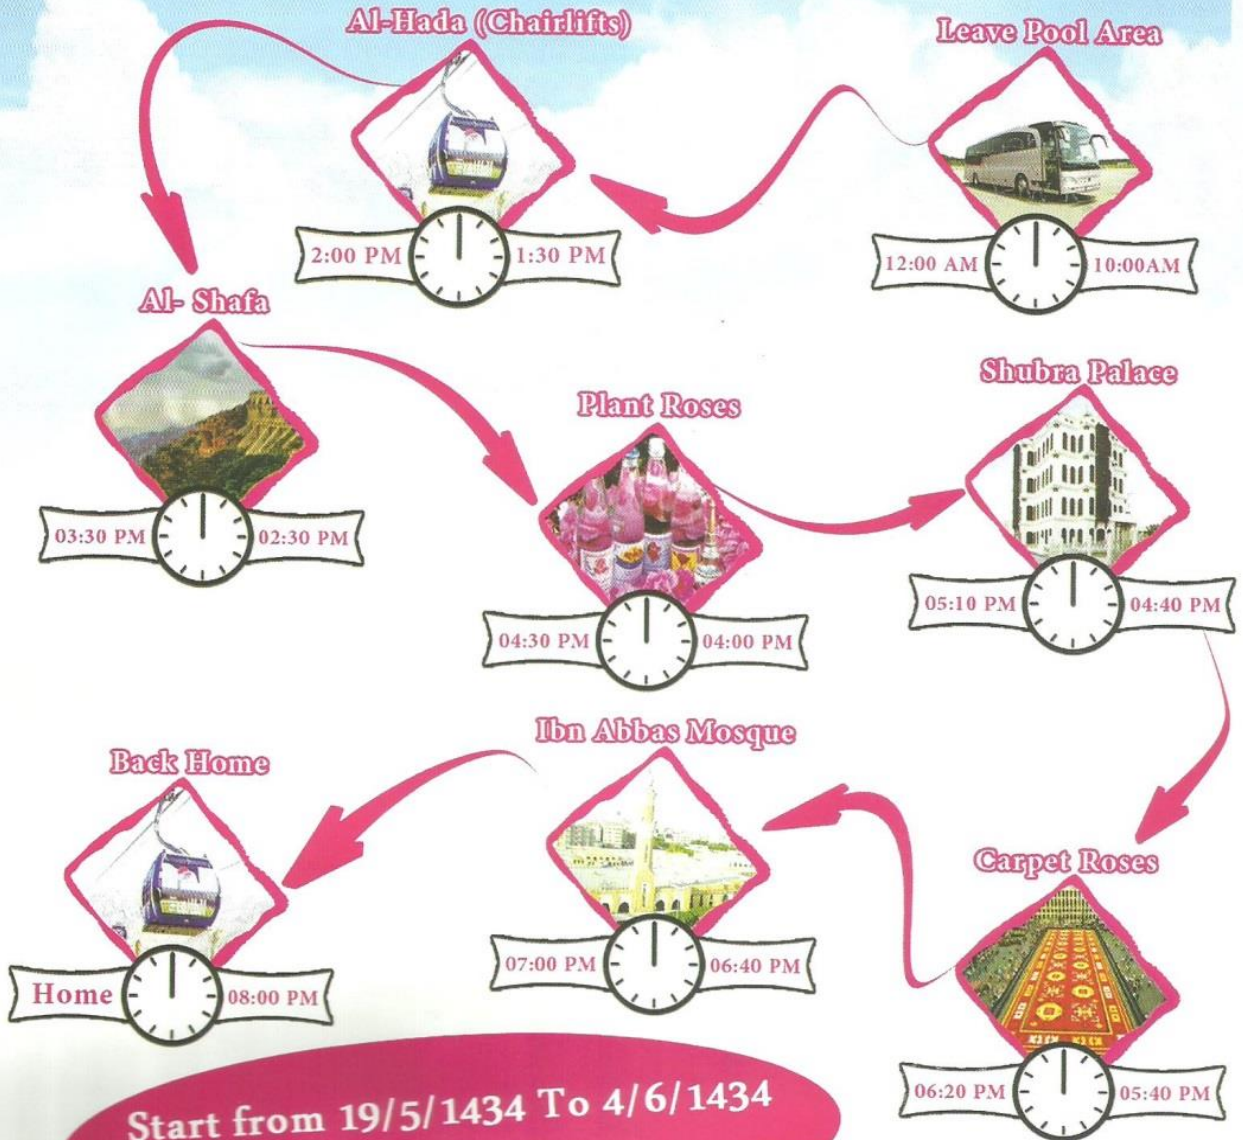 Al-Hada (Chairlifts)
Leave Pool Area
2:00 PM
1:30 PM
12:00 AM
10:00AM
Al- Shafa
03:30 PM
02:30 PM
Plant Roses
04:30 PM
04:00 PM
Shubra Palace
05:10 PM
04:40 PM
Back Home
Home
08:00 PM
Ibn Abbas Mosque
07:00 PM
06:40 PM
Carpet Roses
06:20 PM
05:40 PM
Start from 19/5/1434 To 4/6/1434